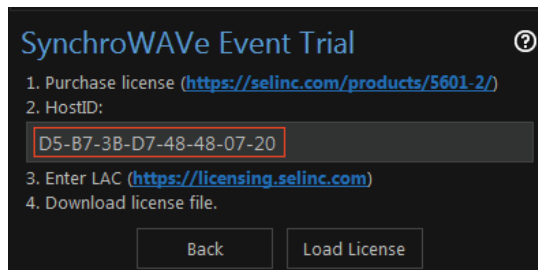 SynchroWAVe Event Trial
1. Purchase license (https://selinc.com/products/5601-2/)
2. HostID:
D5-B7-3B-D7-48-48-07-20
3. Enter LAC (https://licensing.selinc.com)
4. Download license file.
Back Load License